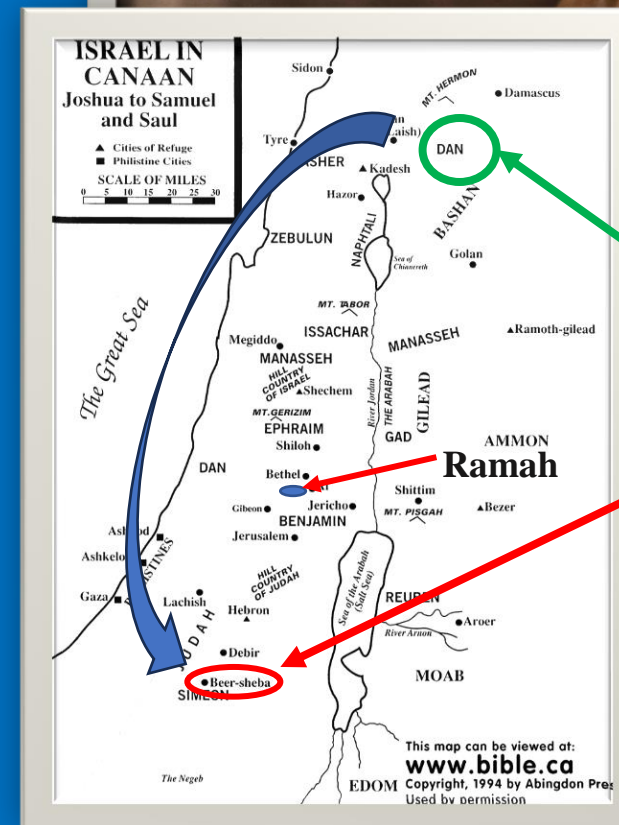 ISRAEL IN
CANAAN
Joshua to Samuel
and Saul
▲ Cities of Refuge
■ Philistine Cities
SCALE OF MILES
0 5 10 15 20 25 30
Sidon
MT. HERMON
Damascus
Tyre
Laish)
DAN
ASHER
Kadesh
Hazor
BASHAN
NAPHTALI
ZEBULUN
Sea of
Chinnereth
Golan
The Great Sea
MT. TABOR
ISSACHAR
Ramoth-gilead
Megiddo
MANASSEH
MANASSEH
HILL
COUNTRY
OF ISRAEL
Shechem
River Jordan
THE ARABAH
GILEAD
MT.GERIZIM
EPHRAIM
GAD
Shiloh
AMMON
DAN
Bethel
Ramah
Shittim
Gibeon
Jericho
MT. PISGAH
Bezer
BENJAMIN
Jerusalem
Ashkelo
Gaza
Lachish
HILL
COUNTRY
OF JUDAH
Sea of the Arabah
(Salt Sea)
REUBEN
Hebron
JUDAH
River Arnon
Aroer
Debir
MOAB
Beer-sheba
SIMEON
The Negeb
EDOM
This map can be viewed at:
www.bible.ca
Copyright, 1994 by Abingdon Pres
Used by permission